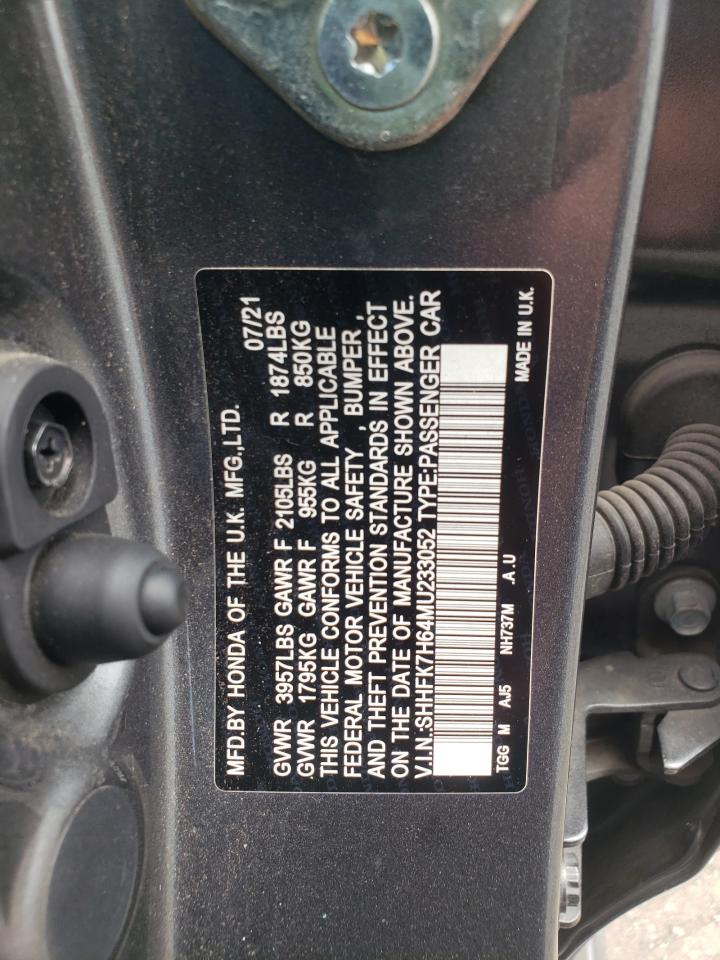 MFD.BY HONDA OF THE U.K. MFG.,LTD. 07/21
GVWR 3957LBS GAWR F 2105LBS R 1874LBS
GVWR 1795KG GAWR F 955KG R 850KG
THIS VEHICLE CONFORMS TO ALL APPLICABLE
FEDERAL MOTOR VEHICLE SAFETY , BUMPER ,
AND THEFT PREVENTION STANDARDS IN EFFECT
ON THE DATE OF MANUFACTURE SHOWN ABOVE.
V.I.N.:SHHFK7H64MU233052 TYPE:PASSENGER CAR
TGG M AJ5 NH737M A.U MADE IN U.K.